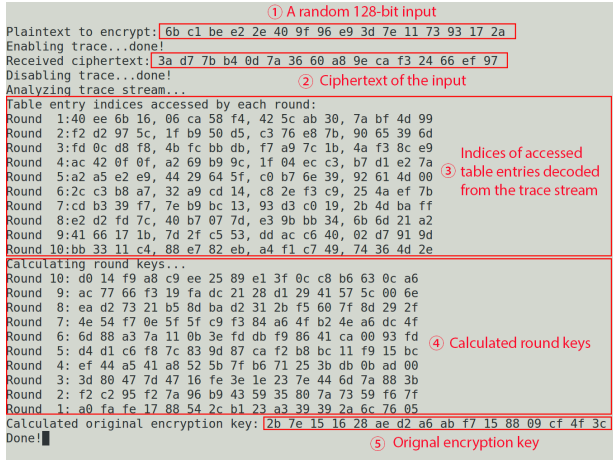 ① A random 128-bit input
Plaintext to encrypt: 6b c1 be e2 2e 40 9f 96 e9 3d 7e 11 73 93 17 2a
Enabling trace...done!
Received ciphertext: 3a d7 7b b4 0d 7a 36 60 a8 9e ca f3 24 66 ef 97
Disabling trace...done!
② Ciphertext of the input
Analyzing trace stream...
Table entry indices accessed by each round:
Round  1:40 ee 6b 16, 06 ca 58 f4, 42 5c ab 30, 7a bf 4d 99
Round  2:f2 d2 97 5c, 1f b9 50 d5, c3 76 e8 7b, 90 65 39 6d
Round  3:fd 0c d8 f8, 4b fc bb db, f7 a9 7c 1b, 4a f3 8c e9
Round  4:ac 42 0f 0f, a2 69 b9 9c, 1f 04 ec c3, b7 d1 e2 7a
Round  5:a2 a5 e2 e9, 44 29 64 5f, c0 b7 6e 39, 92 61 4d 00
Round  6:2c c3 b8 a7, 32 a9 cd 14, c8 2e f3 c9, 25 4a ef 7b
Round  7:cd b3 39 f7, 7e b9 bc 13, 93 d3 c0 19, 2b 4d ba ff
Round  8:e2 d2 fd 7c, 40 b7 07 7d, e3 9b bb 34, 6b 6d 21 a2
Round  9:41 66 17 1b, 7d 2f c5 53, dd ac c6 40, 02 d7 91 9d
Round 10:bb 33 11 c4, 88 e7 82 eb, a4 f1 c7 49, 74 36 4d 2e
③ Indices of accessed
table entries decoded
from the trace stream
Calculating round keys...
Round 10: d0 14 f9 a8 c9 ee 25 89 e1 3f 0c c8 b6 63 0c a6
Round  9: ac 77 66 f3 19 fa dc 21 28 d1 29 41 57 5c 00 6e
Round  8: ea d2 73 21 b5 8d ba d2 31 2b f5 60 7f 8d 29 2f
Round  7: 4e 54 f7 0e 5f 5f c9 f3 84 a6 4f b2 4e a6 dc 4f
Round  6: 6d 88 a3 7a 11 0b 3e fd db f9 86 41 ca 00 93 fd
Round  5: d4 d1 c6 f8 7c 83 9d 87 ca f2 b8 bc 11 f9 15 bc
Round  4: ef 44 a5 41 a8 52 5b 7f b6 71 25 3b db 0b ad 00
Round  3: 3d 80 47 7d 47 16 fe 3e 1e 23 7e 44 6d 7a 88 3b
Round  2: f2 c2 95 f2 7a 96 b9 43 59 35 80 7a 73 59 f6 7f
Round  1: a0 fa fe 17 88 54 2c b1 23 a3 39 39 2a 6c 76 05
④ Calculated round keys
Calculated original encryption key: 2b 7e 15 16 28 ae d2 a6 ab f7 15 88 09 cf 4f 3c
Done!
⑤ Orignal encryption key